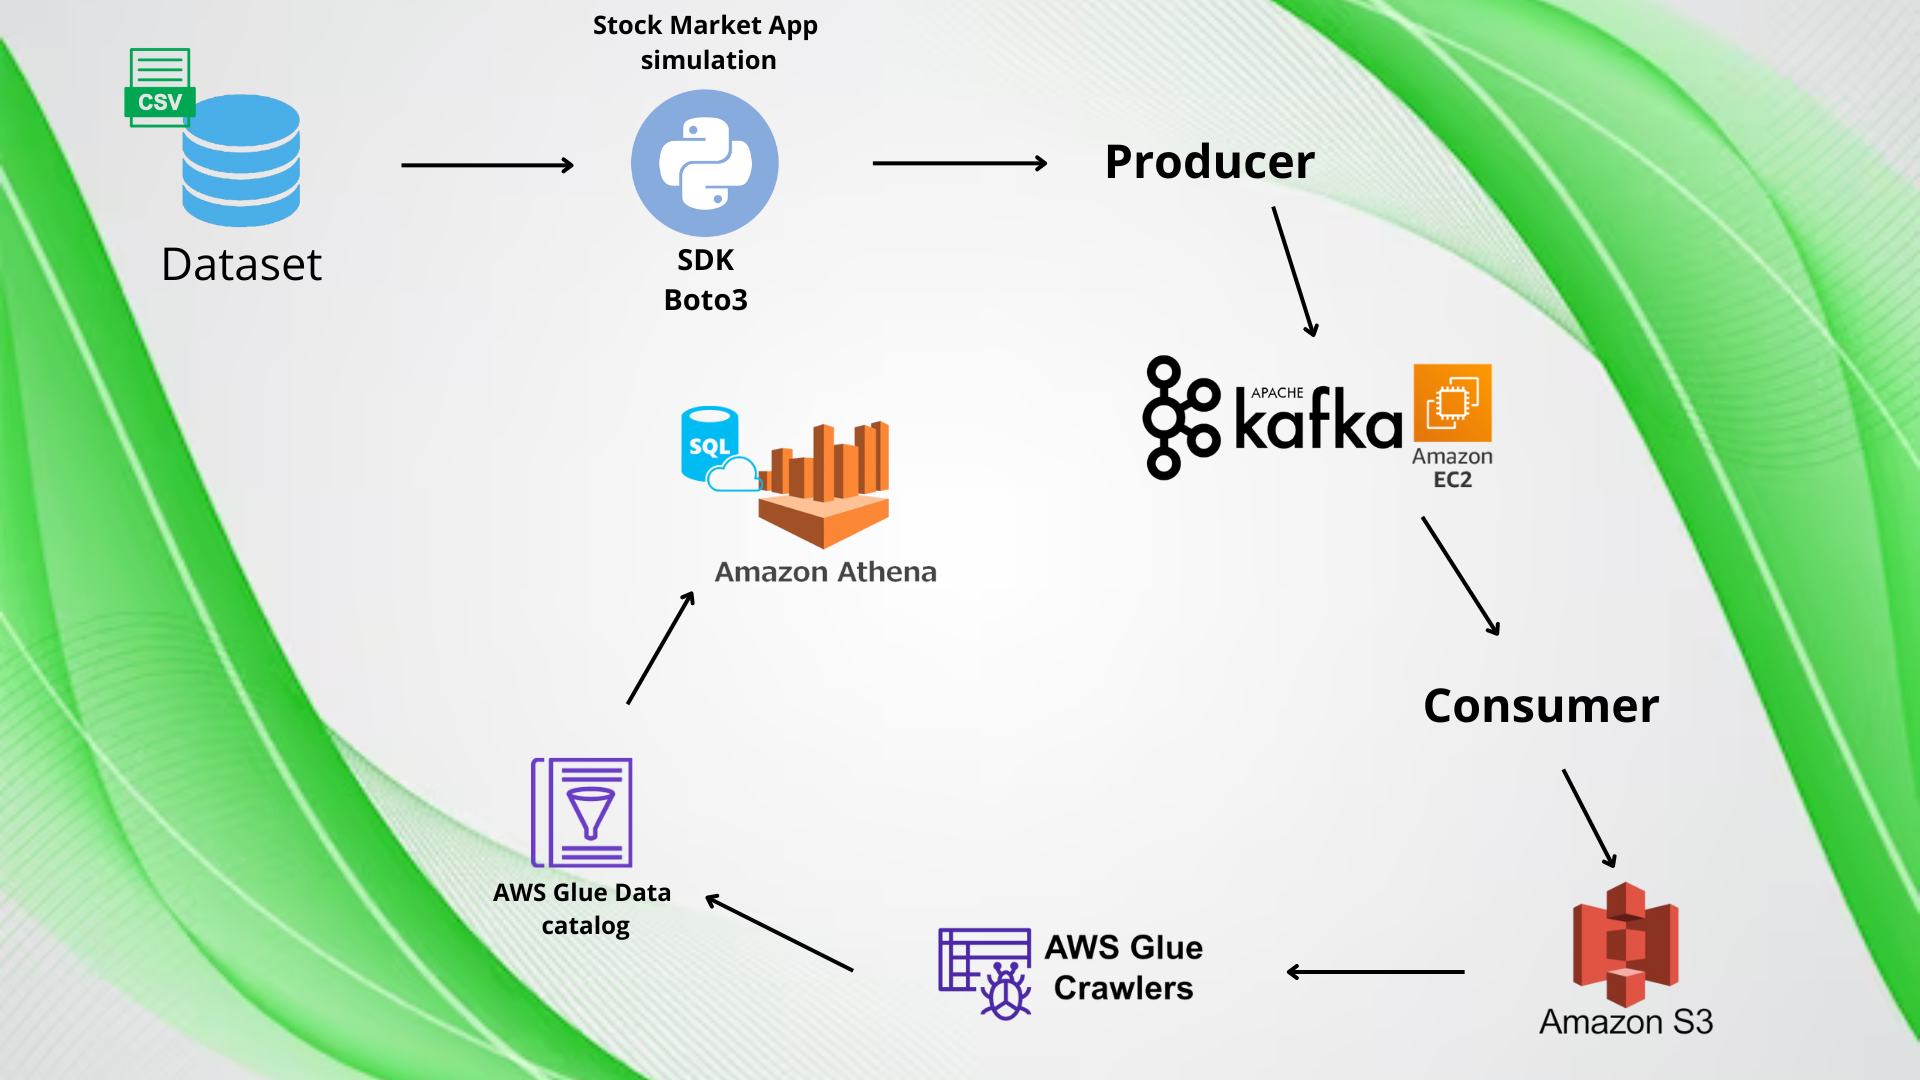 Stock Market App
simulation
CSV
Dataset
SDK
Boto3
Producer
APACHE
kafka
Amazon
EC2
SQL
Amazon Athena
Consumer
AWS Glue Data
catalog
AWS Glue
Crawlers
Amazon S3